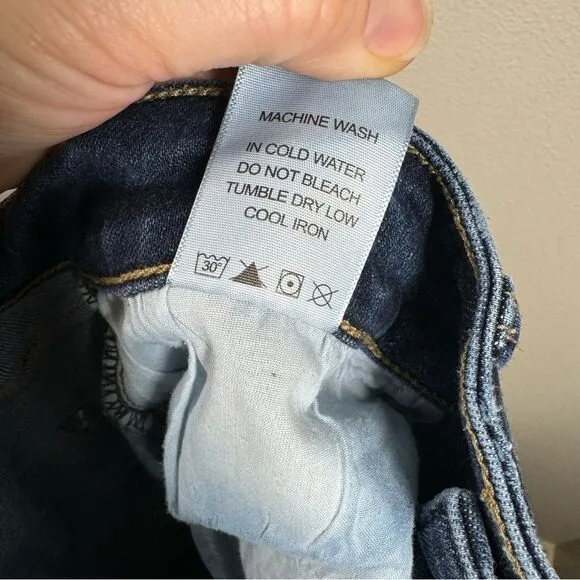 MACHINE WASH
IN COLD WATER
DO NOT BLEACH
TUMBLE DRY LOW
COOL IRON
30°